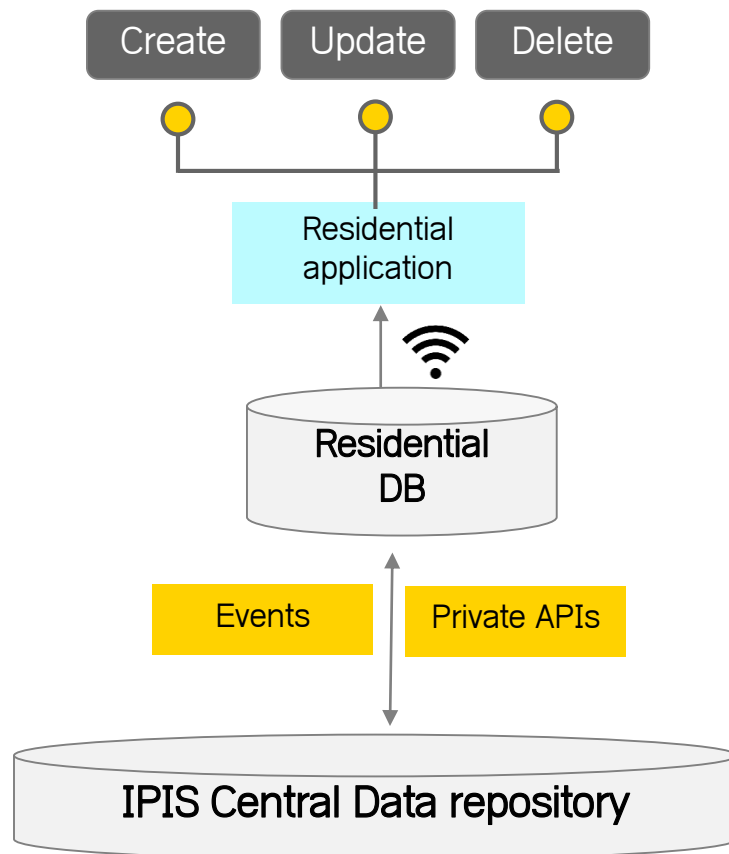 Create Update Delete
Residential
application
Residential
DB
Events Private APIs
IPIS Central Data repository